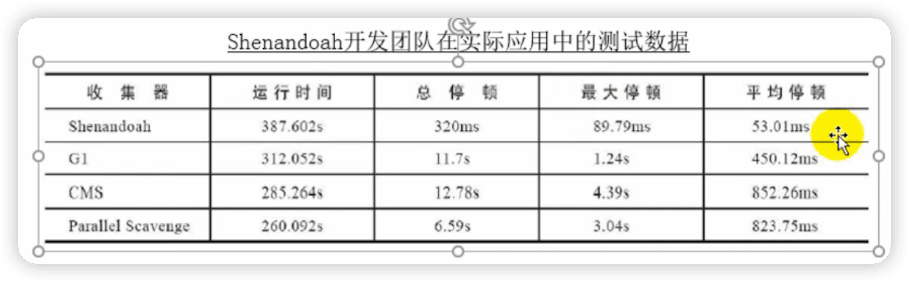 Shenandoah开发团队在实际应用中的测试数据
收集器 运行时间 总停顿 最大停顿 平均停顿
Shenandoah 387.602s 320ms 89.79ms 53.01ms
G1 312.052s 11.7s 1.24s 450.12ms
CMS 285.264s 12.78s 4.39s 852.26ms
Parallel Scavenge 260.092s 6.59s 3.04s 823.75ms